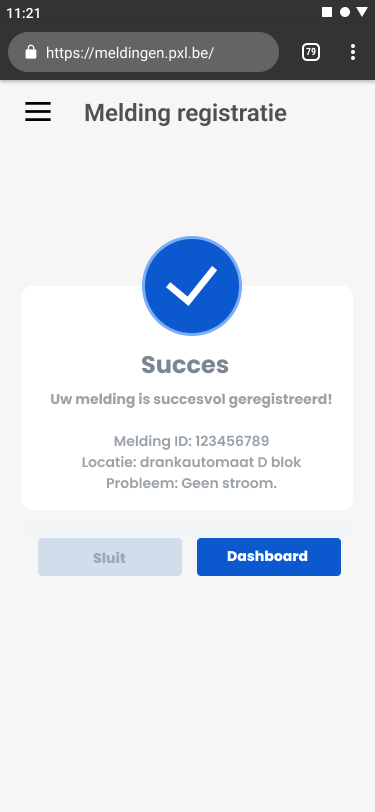 11:21
https://meldingen.pxl.be/
79
Melding registratie
Succes
Uw melding is succesvol geregistreerd!
Melding ID: 123456789
Locatie: drankautomaat D blok
Probleem: Geen stroom.
Sluit
Dashboard